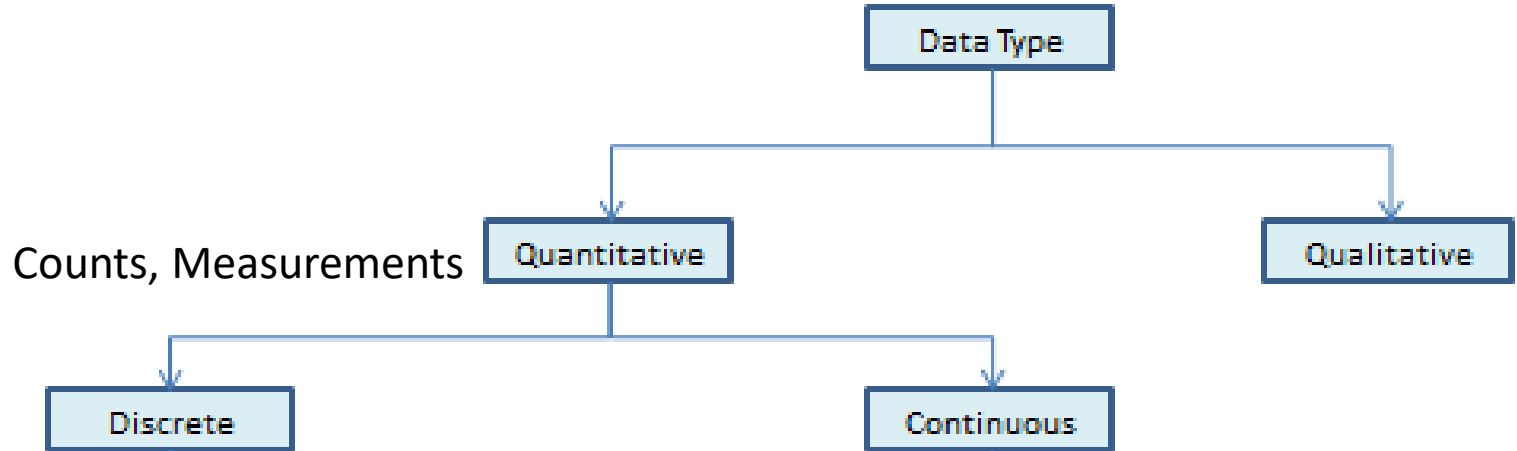 Data Type
Counts, Measurements
Quantitative
Qualitative
Discrete
Continuous